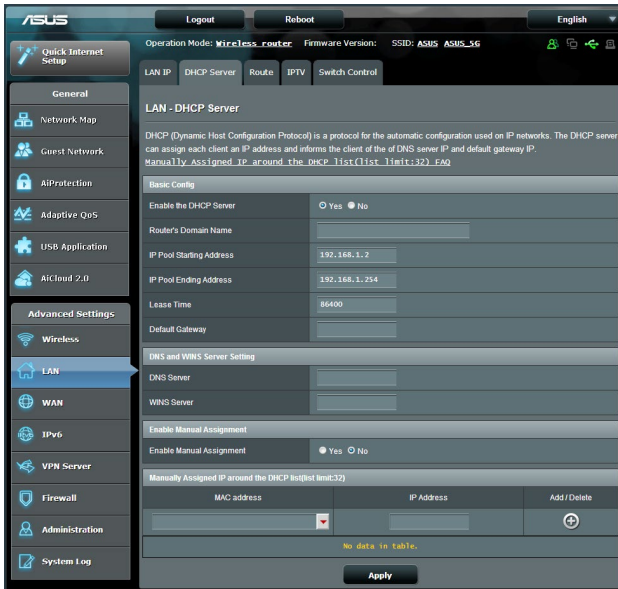 ASUS
Logout
Reboot
English
Quick Internet Setup
Operation Mode: Wireless router Firmware Version: SSID: ASUS ASUS_5G
LAN IP
DHCP Server
Route
IPTV
Switch Control
General
Network Map
Guest Network
AiProtection
Adaptive QoS
USB Application
AiCloud 2.0
Advanced Settings
Wireless
LAN
WAN
IPv6
VPN Server
Firewall
Administration
System Log
LAN - DHCP Server
DHCP (Dynamic Host Configuration Protocol) is a protocol for the automatic configuration used on IP networks. The DHCP server
can assign each client an IP address and informs the client of the of DNS server IP and default gateway IP.
Manually Assigned IP around the DHCP list(list limit:32) FAQ
Basic Config
Enable the DHCP Server Yes No
Router's Domain Name
IP Pool Starting Address 192.168.1.2
IP Pool Ending Address 192.168.1.254
Lease Time 86400
Default Gateway
DNS and WINS Server Setting
DNS Server
WINS Server
Enable Manual Assignment
Enable Manual Assignment Yes No
Manually Assigned IP around the DHCP list(list limit:32)
MAC address IP Address Add / Delete
No data in table.
Apply